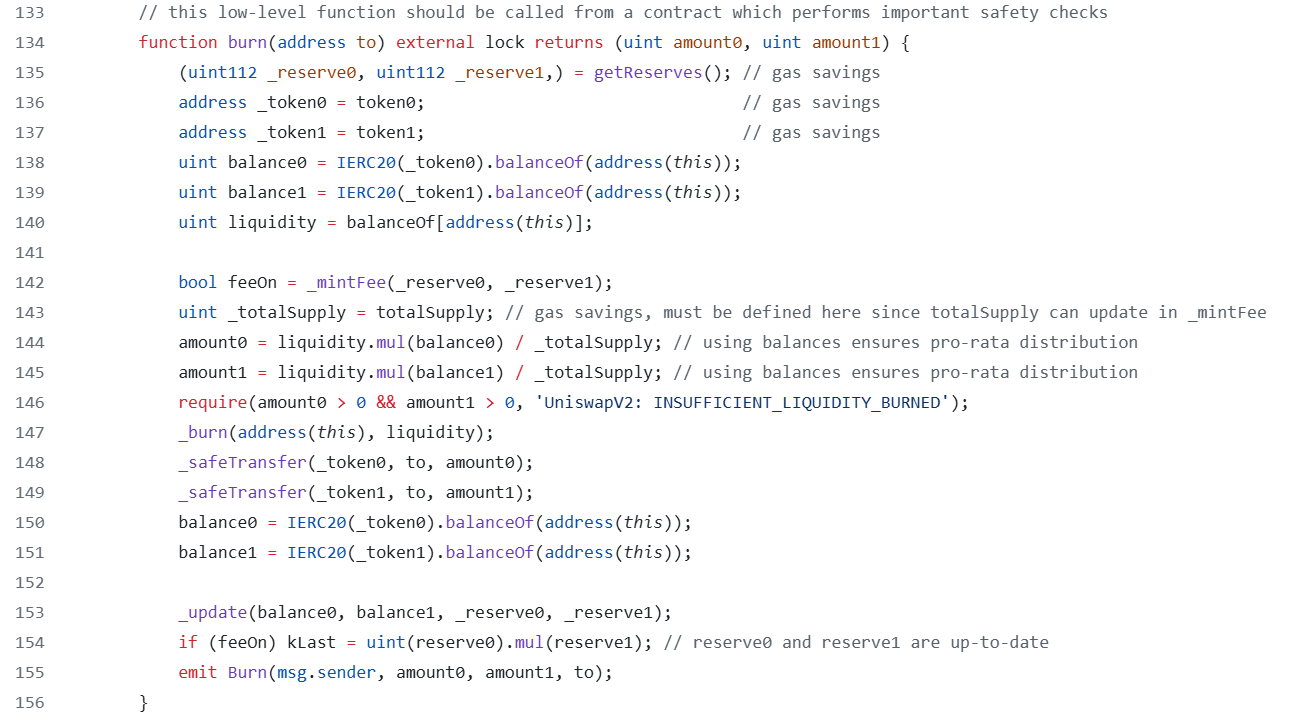 133 // this low-level function should be called from a contract which performs important safety checks
134 function burn(address to) external lock returns (uint amount0, uint amount1) {
135 (uint112 _reserve0, uint112 _reserve1,) = getReserves(); // gas savings
136 address _token0 = token0; // gas savings
137 address _token1 = token1; // gas savings
138 uint balance0 = IERC20(_token0).balanceOf(address(this));
139 uint balance1 = IERC20(_token1).balanceOf(address(this));
140 uint liquidity = balanceOf[address(this)];
141
142 bool feeOn = _mintFee(_reserve0, _reserve1);
143 uint _totalSupply = totalSupply; // gas savings, must be defined here since totalSupply can update in _mintFee
144 amount0 = liquidity.mul(balance0) / _totalSupply; // using balances ensures pro-rata distribution
145 amount1 = liquidity.mul(balance1) / _totalSupply; // using balances ensures pro-rata distribution
146 require(amount0 > 0 && amount1 > 0, 'UniswapV2: INSUFFICIENT_LIQUIDITY_BURNED');
147 _burn(address(this), liquidity);
148 _safeTransfer(_token0, to, amount0);
149 _safeTransfer(_token1, to, amount1);
150 balance0 = IERC20(_token0).balanceOf(address(this));
151 balance1 = IERC20(_token1).balanceOf(address(this));
152
153 _update(balance0, balance1, _reserve0, _reserve1);
154 if (feeOn) kLast = uint(reserve0).mul(reserve1); // reserve0 and reserve1 are up-to-date
155 emit Burn(msg.sender, amount0, amount1, to);
156 }